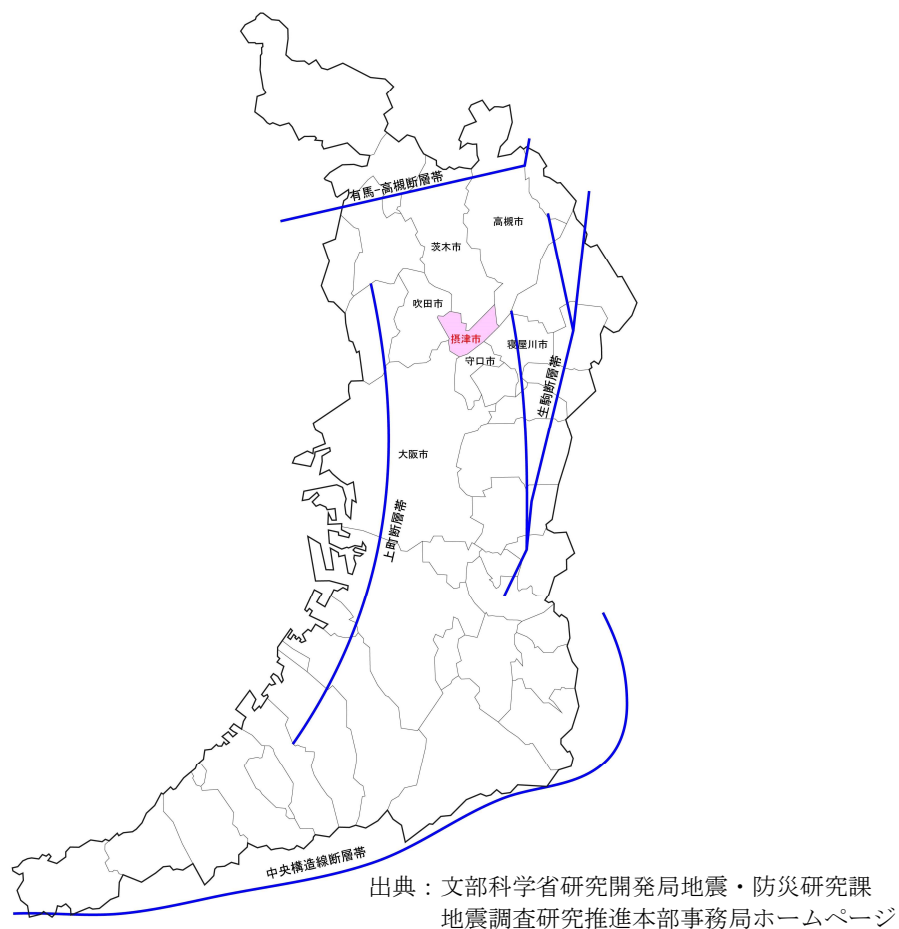 有馬-高槻断層帯
高槻市
茨木市
吹田市
摂津市
寝屋川市
守口市
生駒断層帯
大阪市
上町断層帯
中央構造線断層帯
出典：文部科学省研究開発局地震・防災研究課
地震調査研究推進本部事務局ホームページ